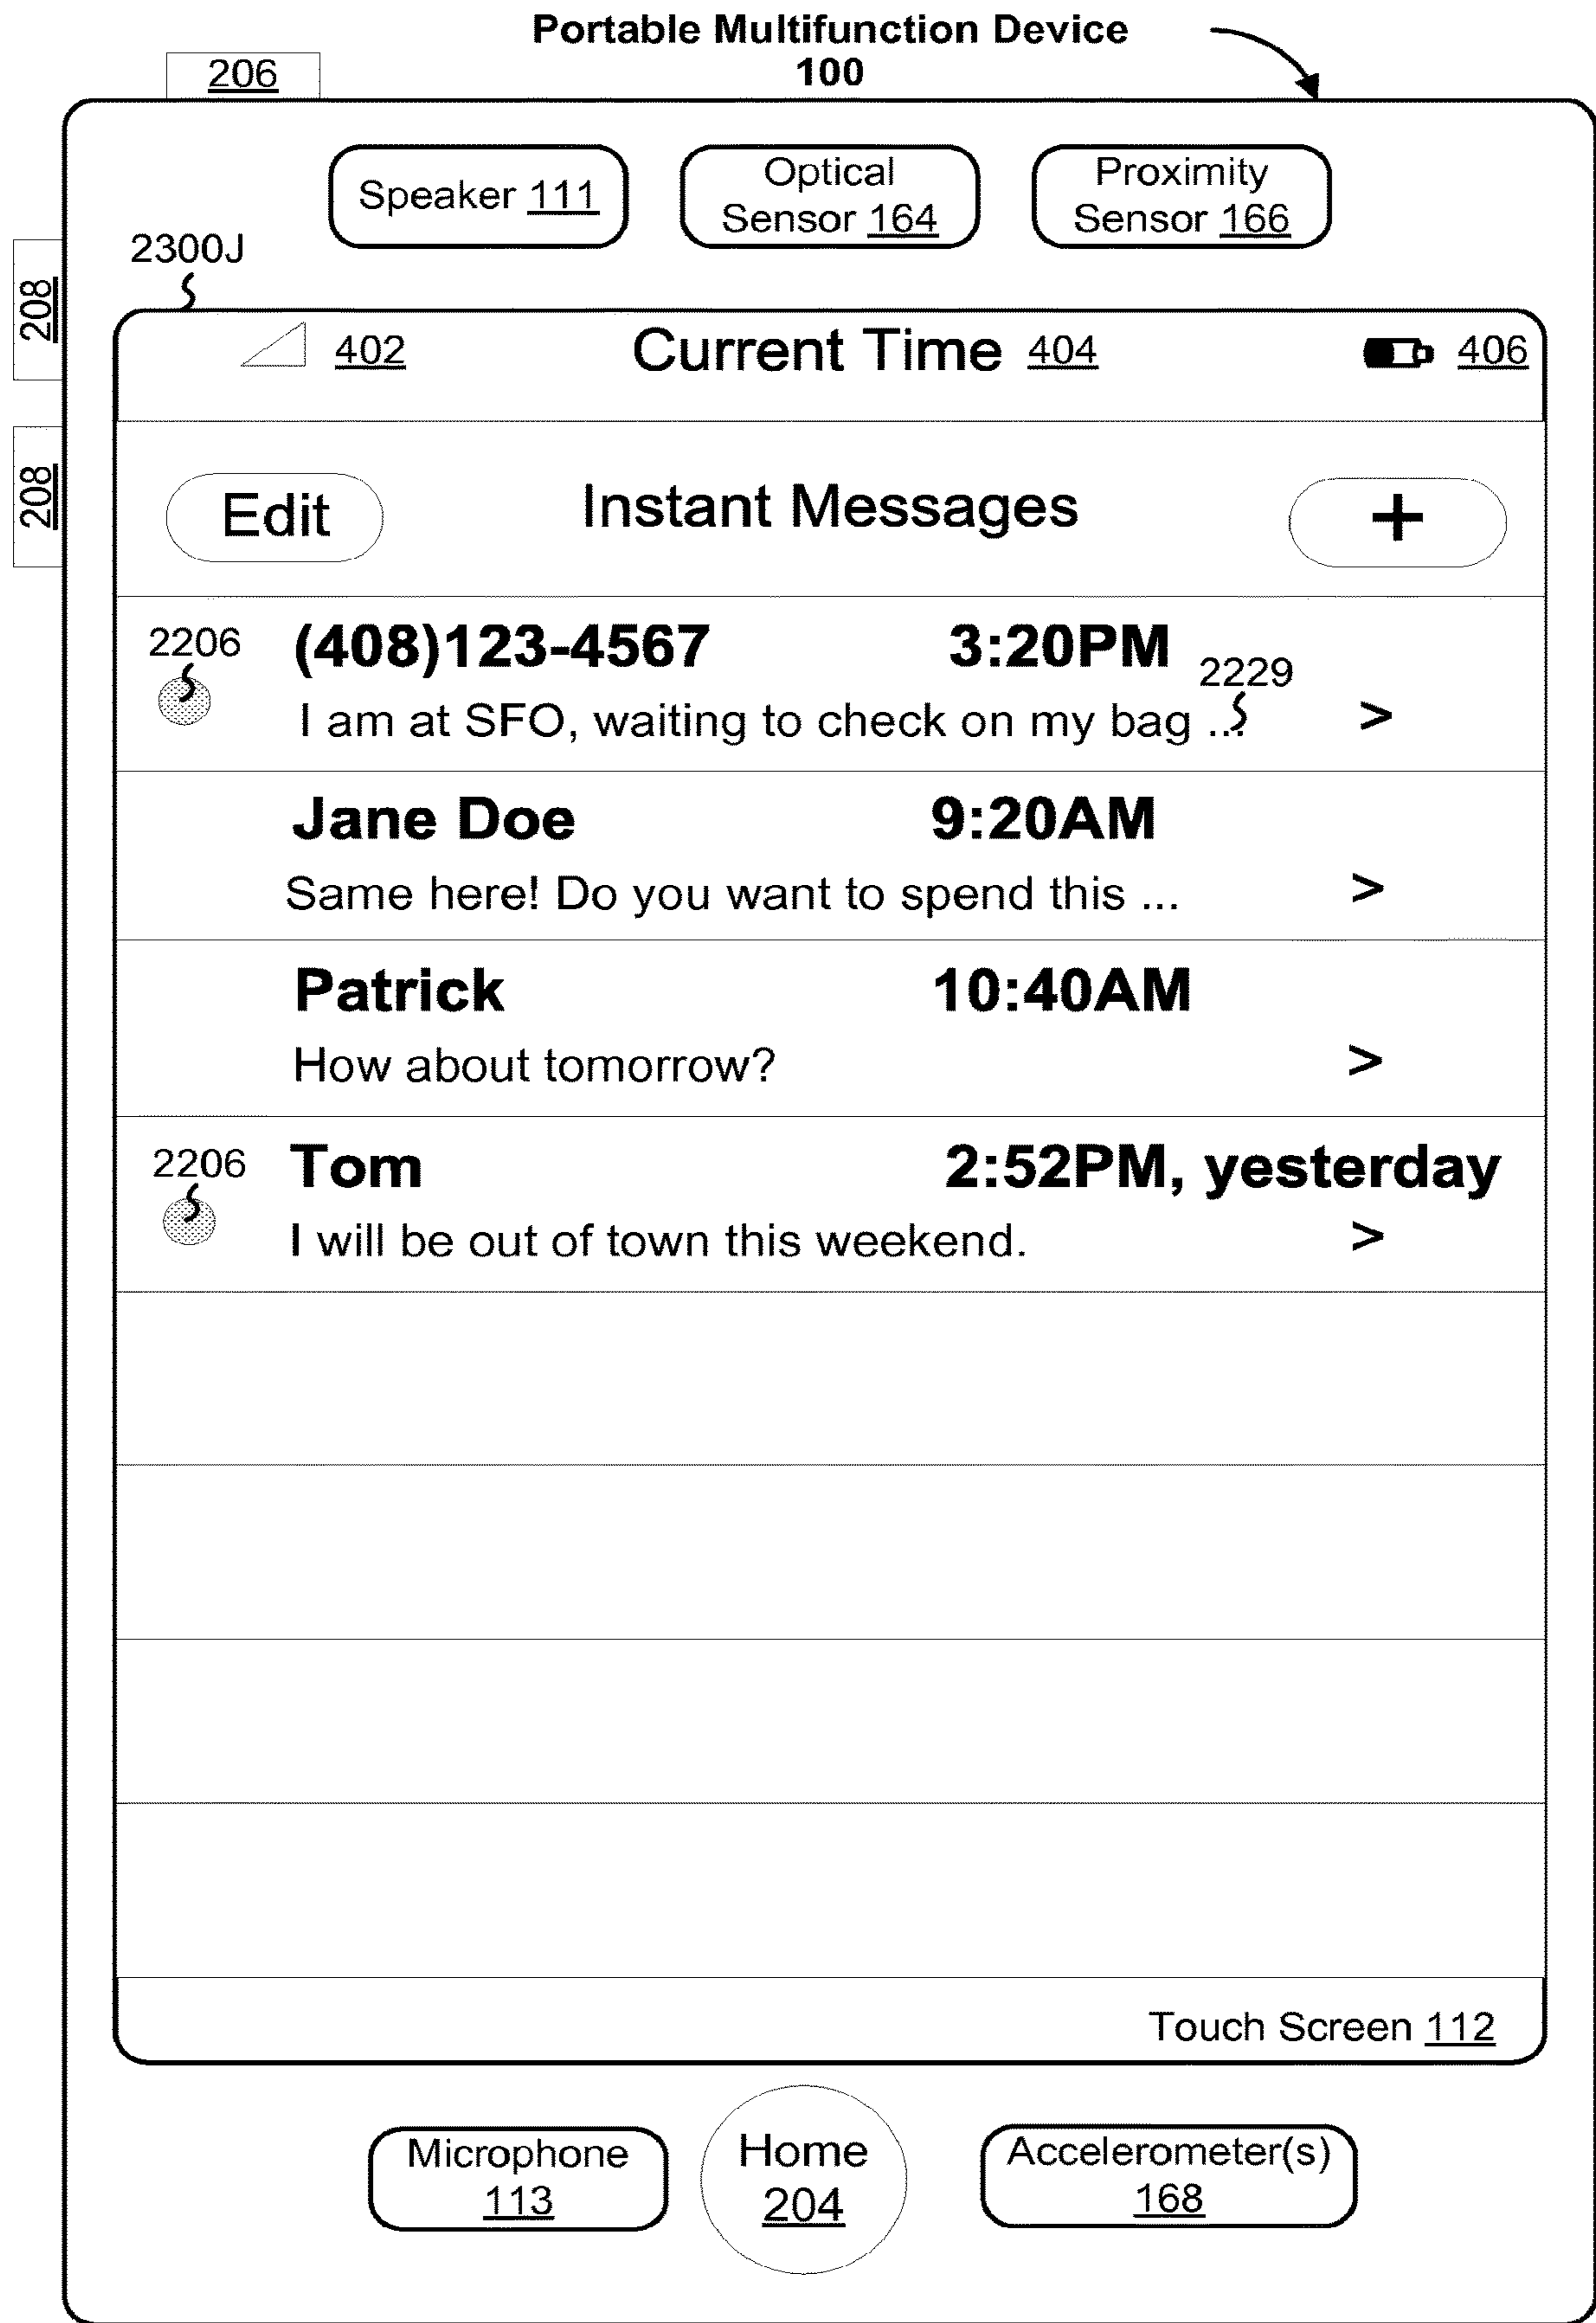 Portable Multifunction Device
100
206
Speaker 111
Optical
Sensor 164
Proximity
Sensor 166
2300J
208
402
Current Time 404
406
208
Edit
Instant Messages
+
2206
(408)123-4567
3:20PM
2229
I am at SFO, waiting to check on my bag ...
>
Jane Doe
9:20AM
Same here! Do you want to spend this ...
>
Patrick
10:40AM
How about tomorrow?
>
2206
Tom
2:52PM, yesterday
I will be out of town this weekend.
>
Touch Screen 112
Microphone
113
Home
204
Accelerometer(s)
168